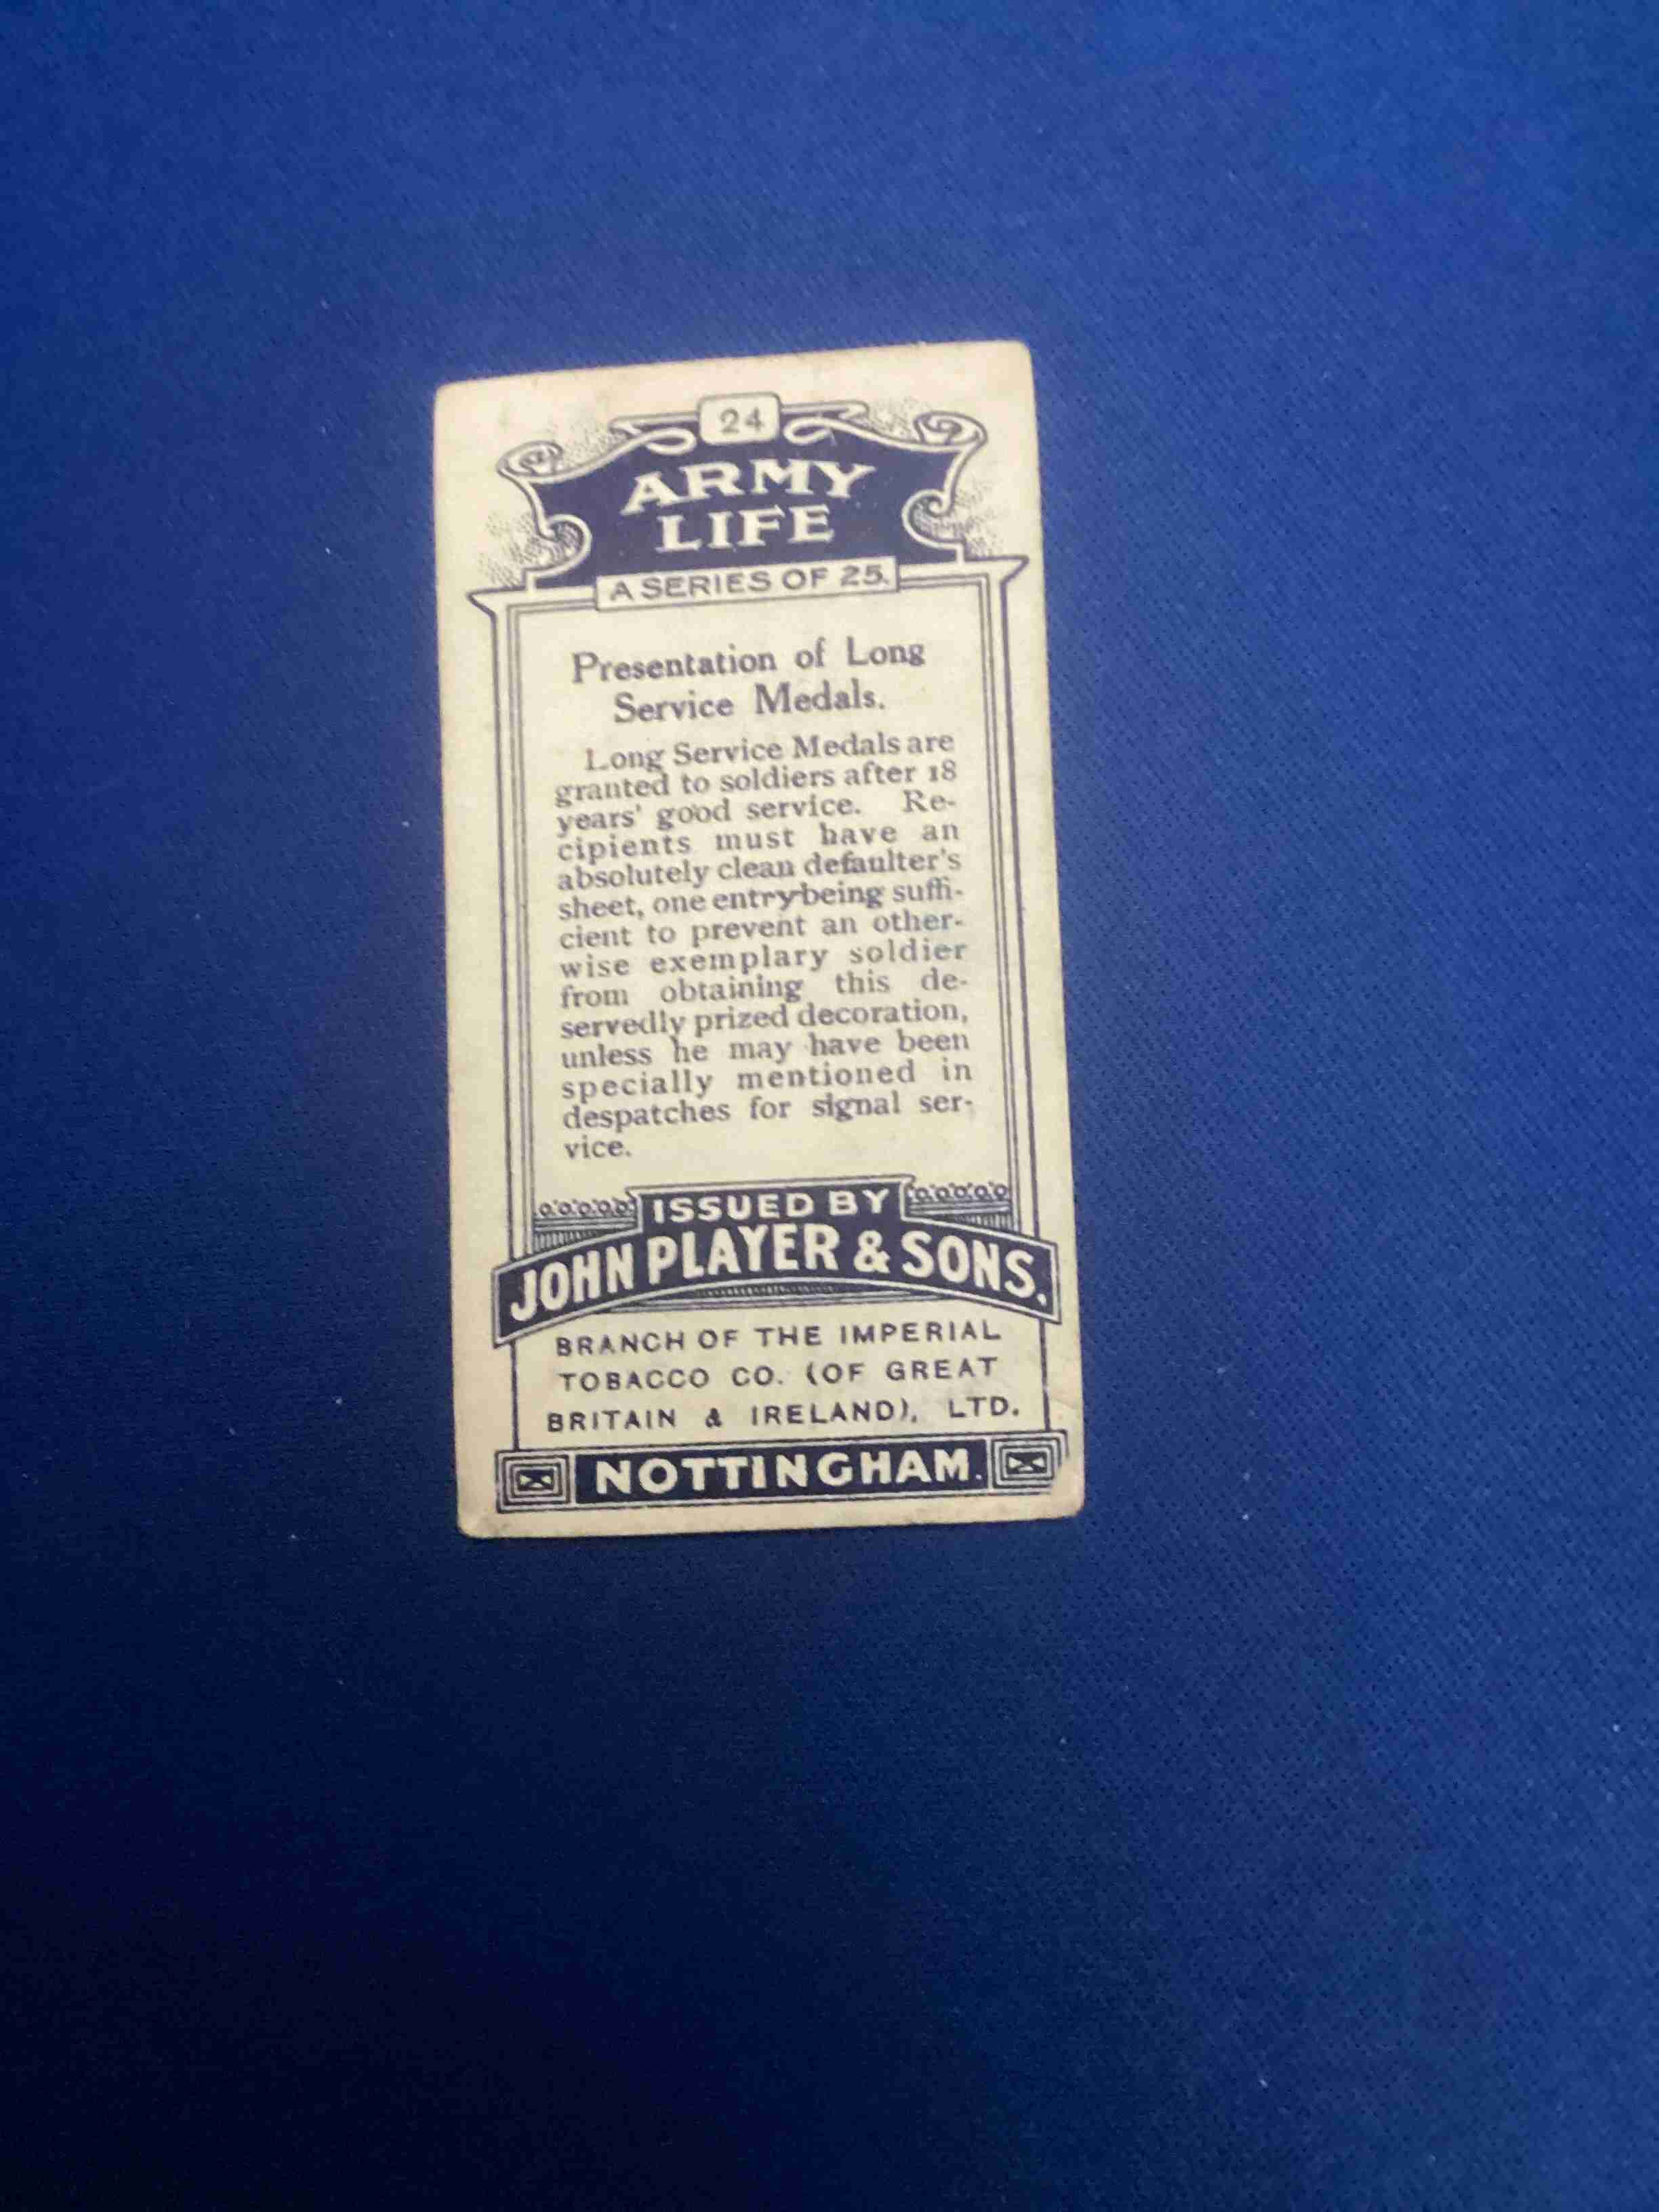 24
ARMY
LIFE
A SERIES OF 25.
Presentation of Long
Service Medals.
Long Service Medals are
granted to soldiers after 18
years' good service. Re-
cipients must have an
absolutely clean defaulter's
sheet, one entry being suffi-
cient to prevent an other-
wise exemplary soldier
from obtaining this de-
servedly prized decoration,
unless he may have been
specially mentioned in
despatches for signal ser-
vice.
ISSUED BY
JOHN PLAYER & SONS.
BRANCH OF THE IMPERIAL
TOBACCO CO. (OF GREAT
BRITAIN & IRELAND), LTD.
NOTTINGHAM.